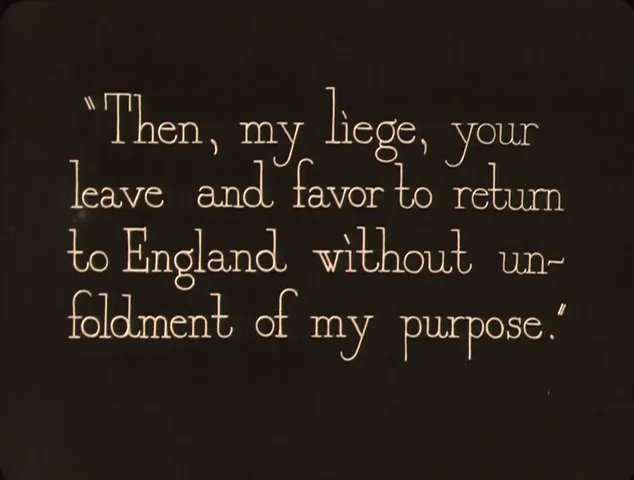 "Then, my liege, your
leave and favor to return
to England without un-
foldment of my purpose."